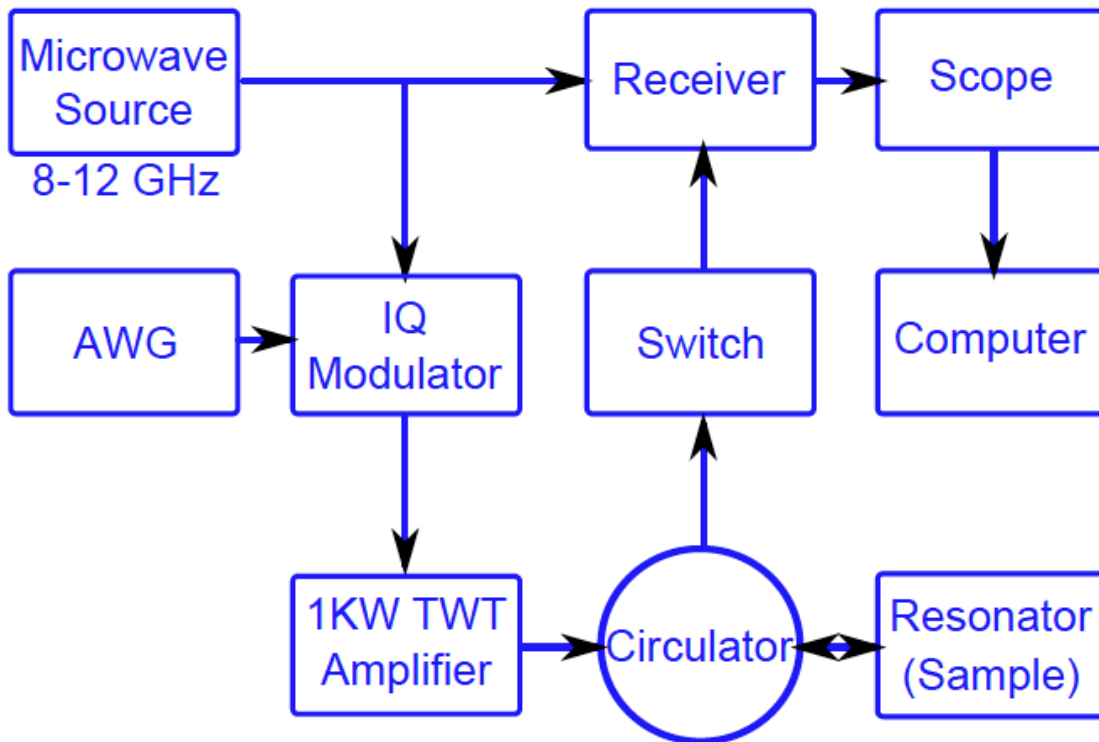 Microwave
Source
8-12 GHz
Receiver
Scope
AWG
IQ
Modulator
Switch
Computer
1KW TWT
Amplifier
Circulator
Resonator
(Sample)